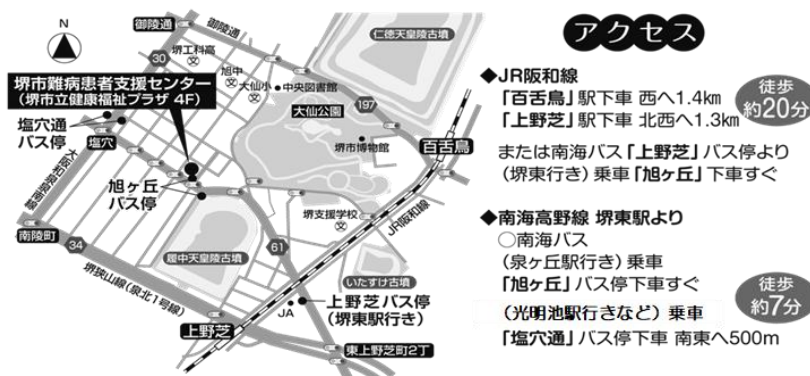 N
御陵通
御陵通
30
堺工科高
旭中
大仙小
中央図書館
仁徳天皇陵古墳
堺市難病患者支援センター
(堺市立健康福祉プラザ 4F)
大仙公園
197
塩穴通
バス停
塩穴
堺市博物館
百舌鳥
大阪和泉泉南線
旭ヶ丘
バス停
堺支援学校
JR阪和線
南陵町
34
履中天皇陵古墳
61
いたすけ古墳
堺狭山線(泉北1号線)
JA
上野芝バス停
(堺東駅行き)
上野芝
東上野芝町2丁
アクセス
◆JR阪和線
「百舌鳥」駅下車 西へ1.4km
「上野芝」駅下車 北西へ1.3km
徒歩
約20分
または南海バス「上野芝」バス停より
(堺東行き)乗車「旭ヶ丘」下車すぐ
◆南海高野線 堺東駅より
○南海バス
(泉ヶ丘駅行き)乗車
「旭ヶ丘」バス停下車すぐ
(光明池駅行きなど)乗車
「塩穴通」バス停下車 南東へ500m
徒歩
約7分